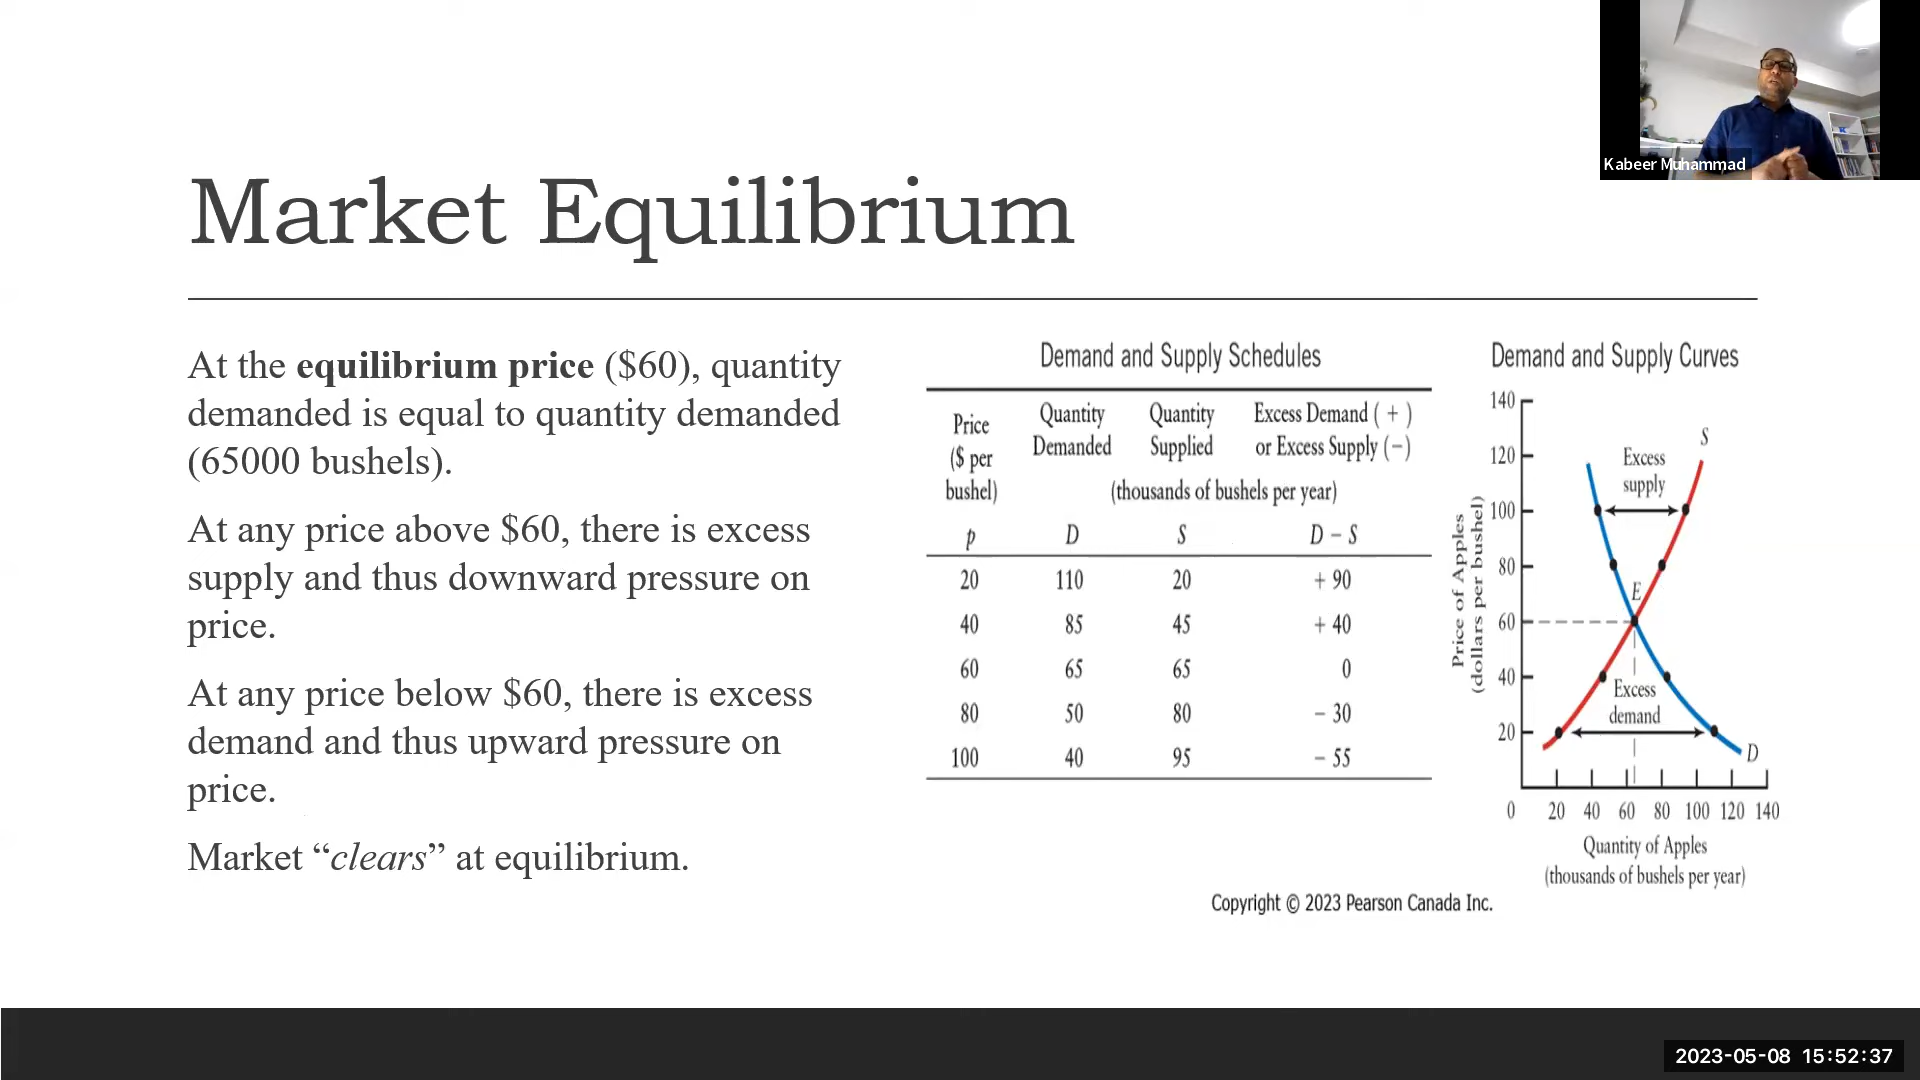 Kabeer Muhammad
Market Equilibrium
At the equilibrium price ($60), quantity
demanded is equal to quantity demanded
(65000 bushels).
At any price above $60, there is excess
supply and thus downward pressure on
price.
At any price below $60, there is excess
demand and thus upward pressure on
price.
Market “clears” at equilibrium.
Demand and Supply Schedules
Price
($ per
bushel)
Quantity
Demanded
Quantity
Supplied
Excess Demand ( + )
or Excess Supply (−)
(thousands of bushels per year)
p D S D − S
20 110 20 + 90
40 85 45 + 40
60 65 65 0
80 50 80 − 30
100 40 95 − 55
Demand and Supply Curves
Price of Apples
(dollars per bushel)
140
120
100
80
60
40
20
S
Excess
supply
E
Excess
demand
D
0 20 40 60 80 100 120 140
Quantity of Apples
(thousands of bushels per year)
Copyright © 2023 Pearson Canada Inc.
2023-05-08 15:52:37